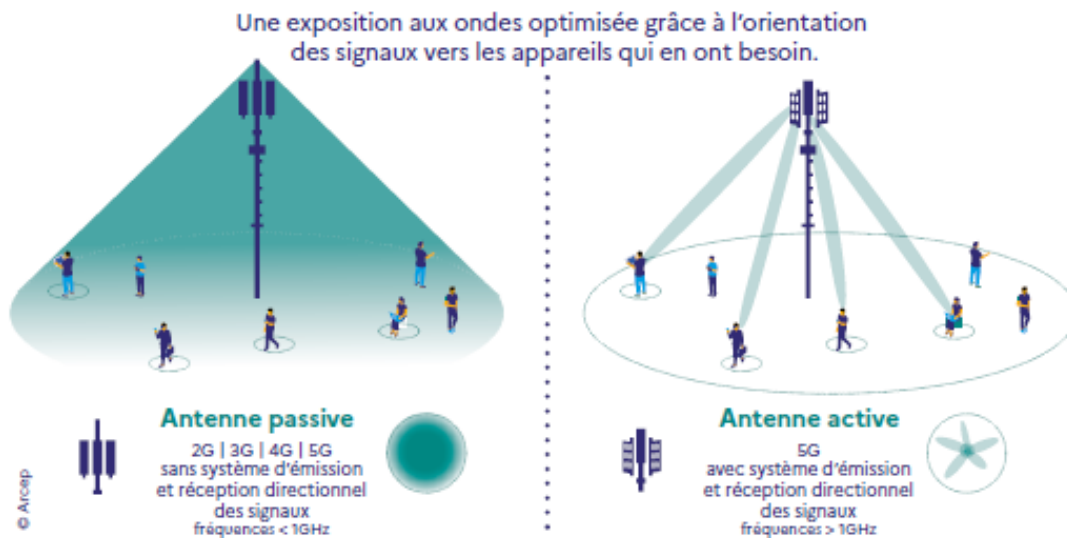 Une exposition aux ondes optimisée grâce à l'orientation
des signaux vers les appareils qui en ont besoin.
Antenne passive
2G | 3G | 4G | 5G
sans système d'émission
et réception directionnel
des signaux
fréquences < 1GHz
Antenne active
5G
avec système d'émission
et réception directionnel
des signaux
fréquences > 1GHz
© Arcep